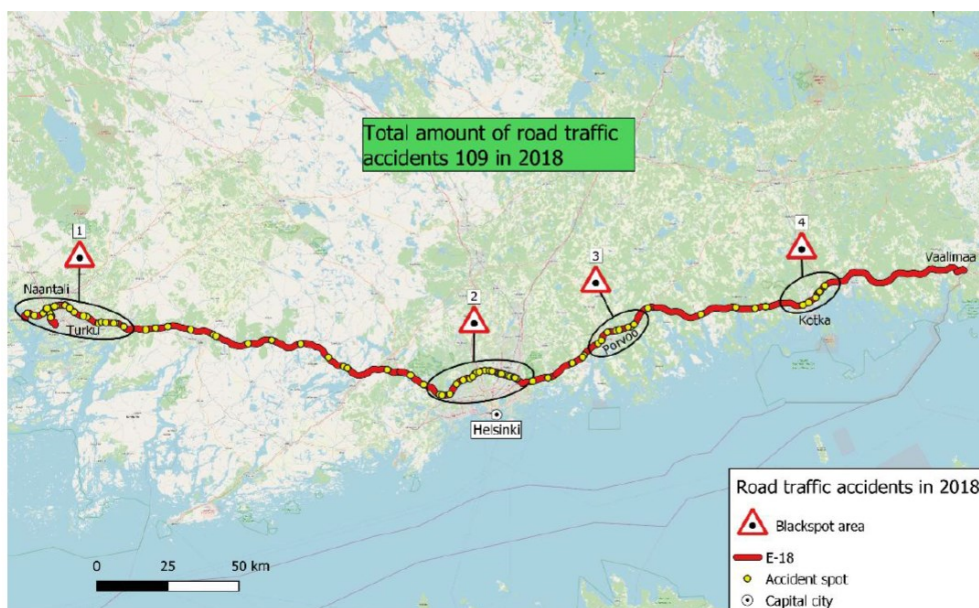 Total amount of road traffic
accidents 109 in 2018
1
4
3
Vaalimaa
Naantali
2
Turku
Porvoo
Kotka
Helsinki
Road traffic accidents in 2018
Blackspot area
E-18
Accident spot
Capital city
0 25 50 km